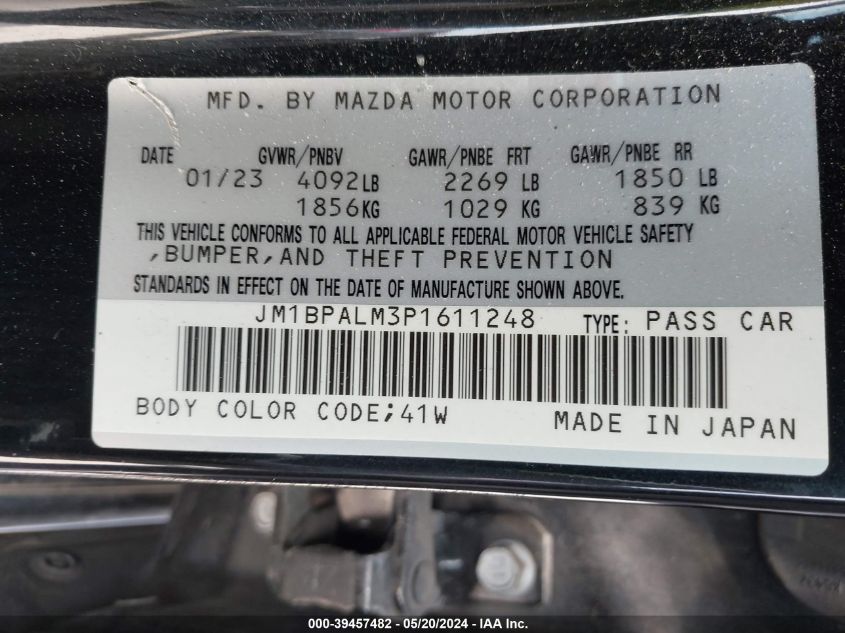 MFD. BY MAZDA MOTOR CORPORATION
DATE GVWR/PNBV GAWR/PNBE FRT GAWR/PNBE RR
01/23 4092LB 2269 LB 1850 LB
1856KG 1029 KG 839 KG
THIS VEHICLE CONFORMS TO ALL APPLICABLE FEDERAL MOTOR VEHICLE SAFETY
,BUMPER,AND THEFT PREVENTION
STANDARDS IN EFFECT ON THE DATE OF MANUFACTURE SHOWN ABOVE.
JM1BPALM3P1611248 TYPE: PASS CAR
BODY COLOR CODE;41W MADE IN JAPAN
000-39457482 - 05/20/2024 - IAA Inc.